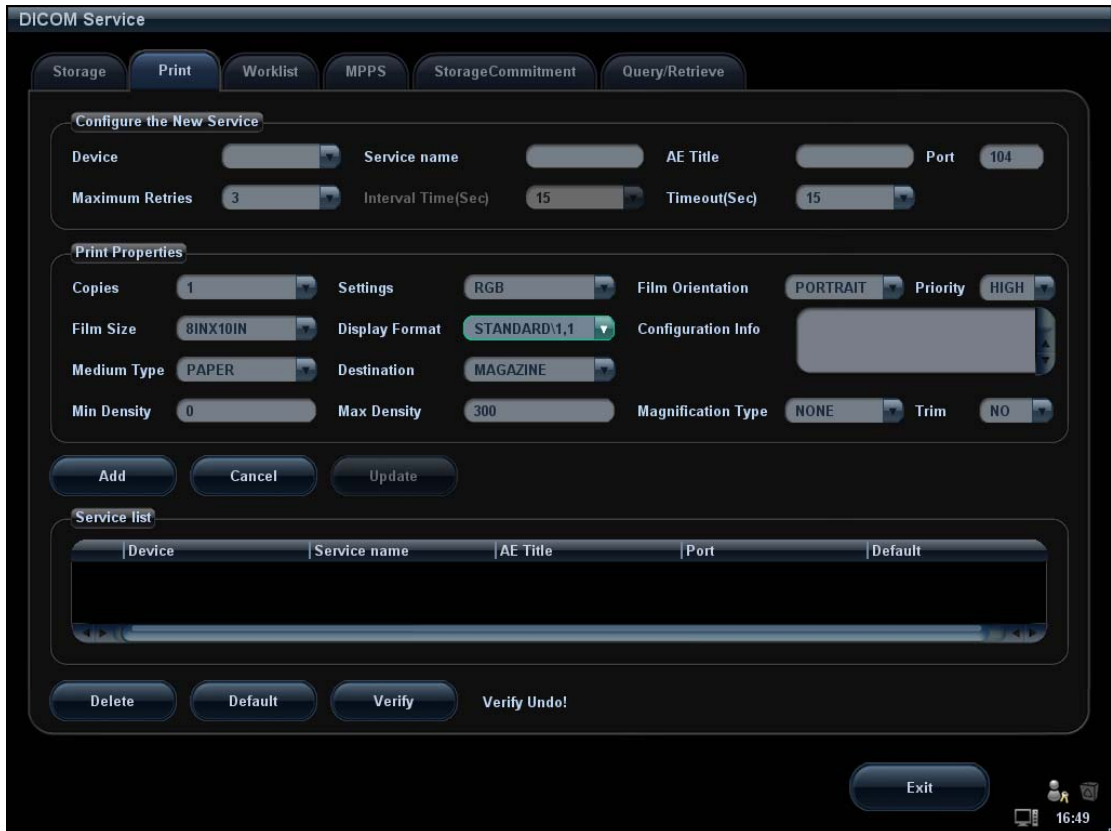 DICOM Service
Storage Print Worklist MPPS StorageCommitment Query/Retrieve
Configure the New Service
Device Service name AE Title Port 104
Maximum Retries 3 Interval Time(Sec) 15 Timeout(Sec) 15
Print Properties
Copies 1 Settings RGB Film Orientation PORTRAIT Priority HIGH
Film Size 8INX10IN Display Format STANDARD\1,1 Configuration Info
Medium Type PAPER Destination MAGAZINE
Min Density 0 Max Density 300 Magnification Type NONE Trim NO
Add Cancel Update
Service list
Device Service name AE Title Port Default
Delete Default Verify Verify Undo!
Exit
16:49